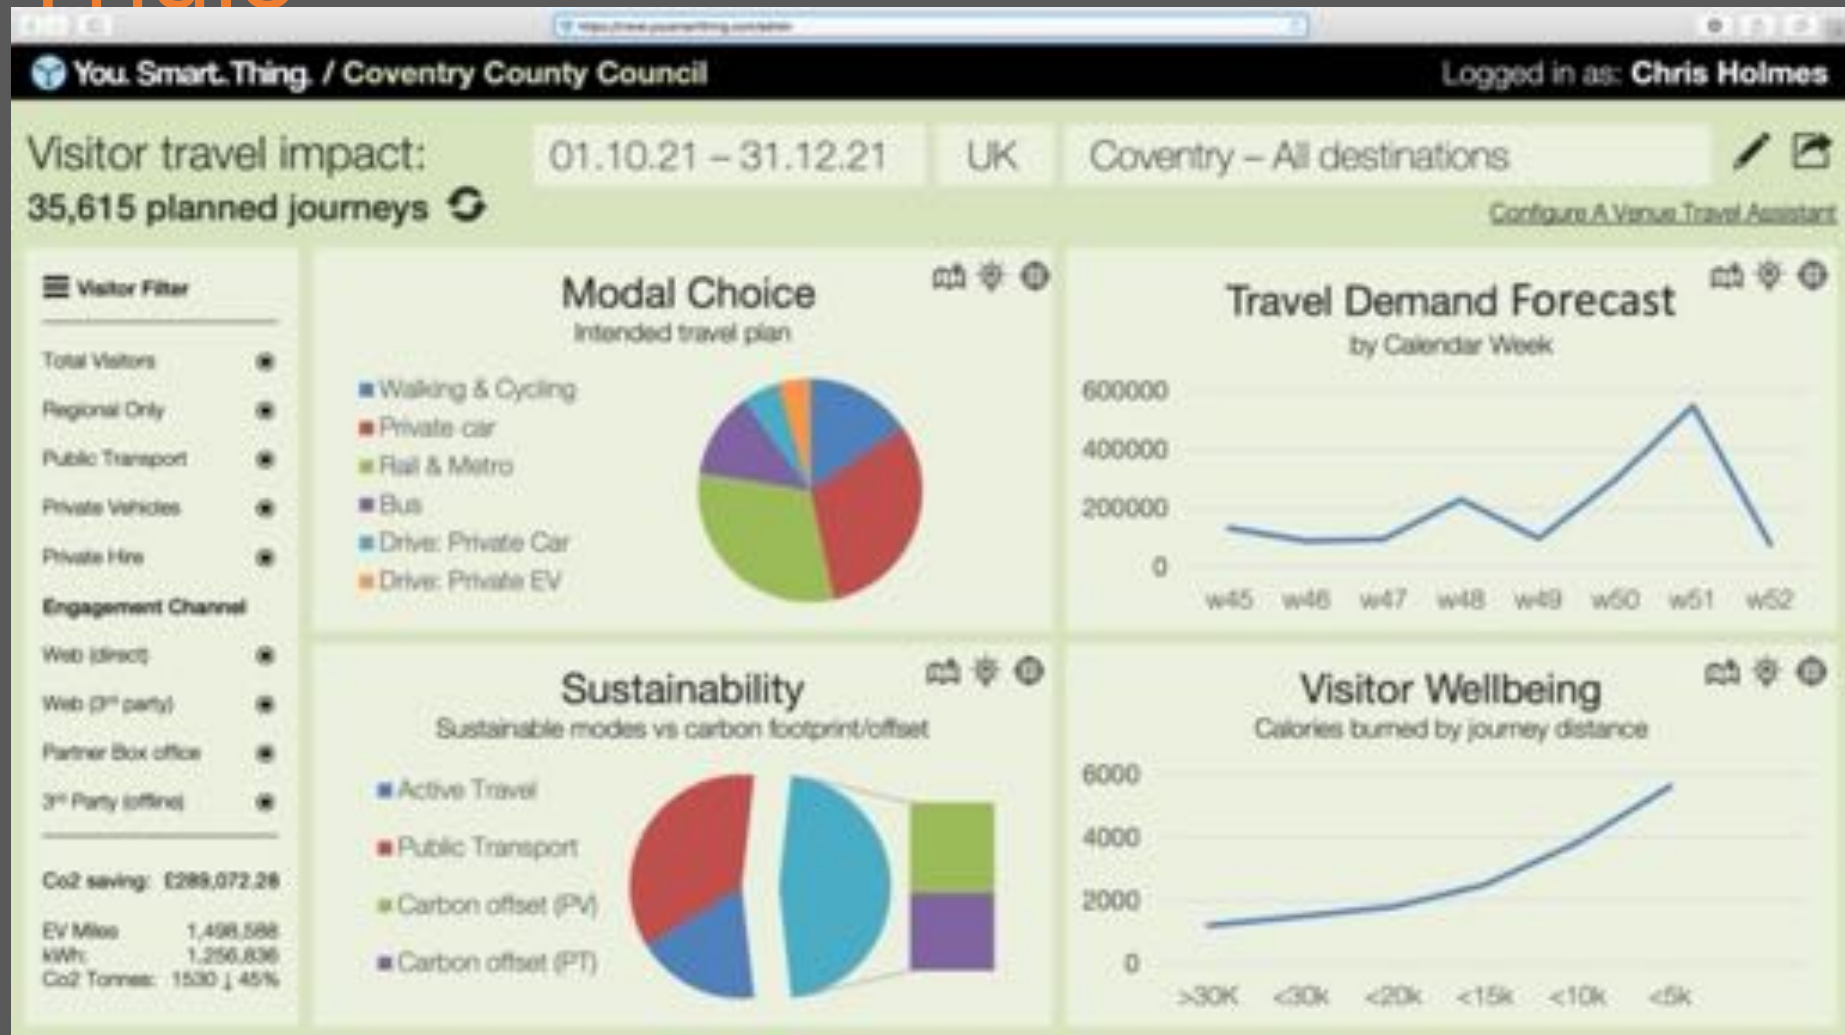 You. Smart. Thing. / Coventry County Council
Logged in as: Chris Holmes
Visitor travel impact:
01.10.21 – 31.12.21
UK
Coventry – All destinations
35,615 planned journeys
Configure A Venue Travel Assistant
Visitor Filter
Total Visitors
Regional Only
Public Transport
Private Vehicles
Private Hire
Engagement Channel
Web (direct)
Web (3rd party)
Partner Box office
3rd Party (offline)
Co2 saving: £289,072.28
EV Miles 1,498,588
kWh: 1,256,836
Co2 Tonnes: 1530 ↓ 45%
Modal Choice
Intended travel plan
Walking & Cycling
Private car
Rail & Metro
Bus
Drive: Private Car
Drive: Private EV
Travel Demand Forecast
by Calendar Week
600000
400000
200000
0
w45 w46 w47 w48 w49 w50 w51 w52
Sustainability
Sustainable modes vs carbon footprint/offset
Active Travel
Public Transport
Carbon offset (PV)
Carbon offset (PT)
Visitor Wellbeing
Calories burned by journey distance
6000
4000
2000
0
>30K <30k <20k <15k <10k <5k